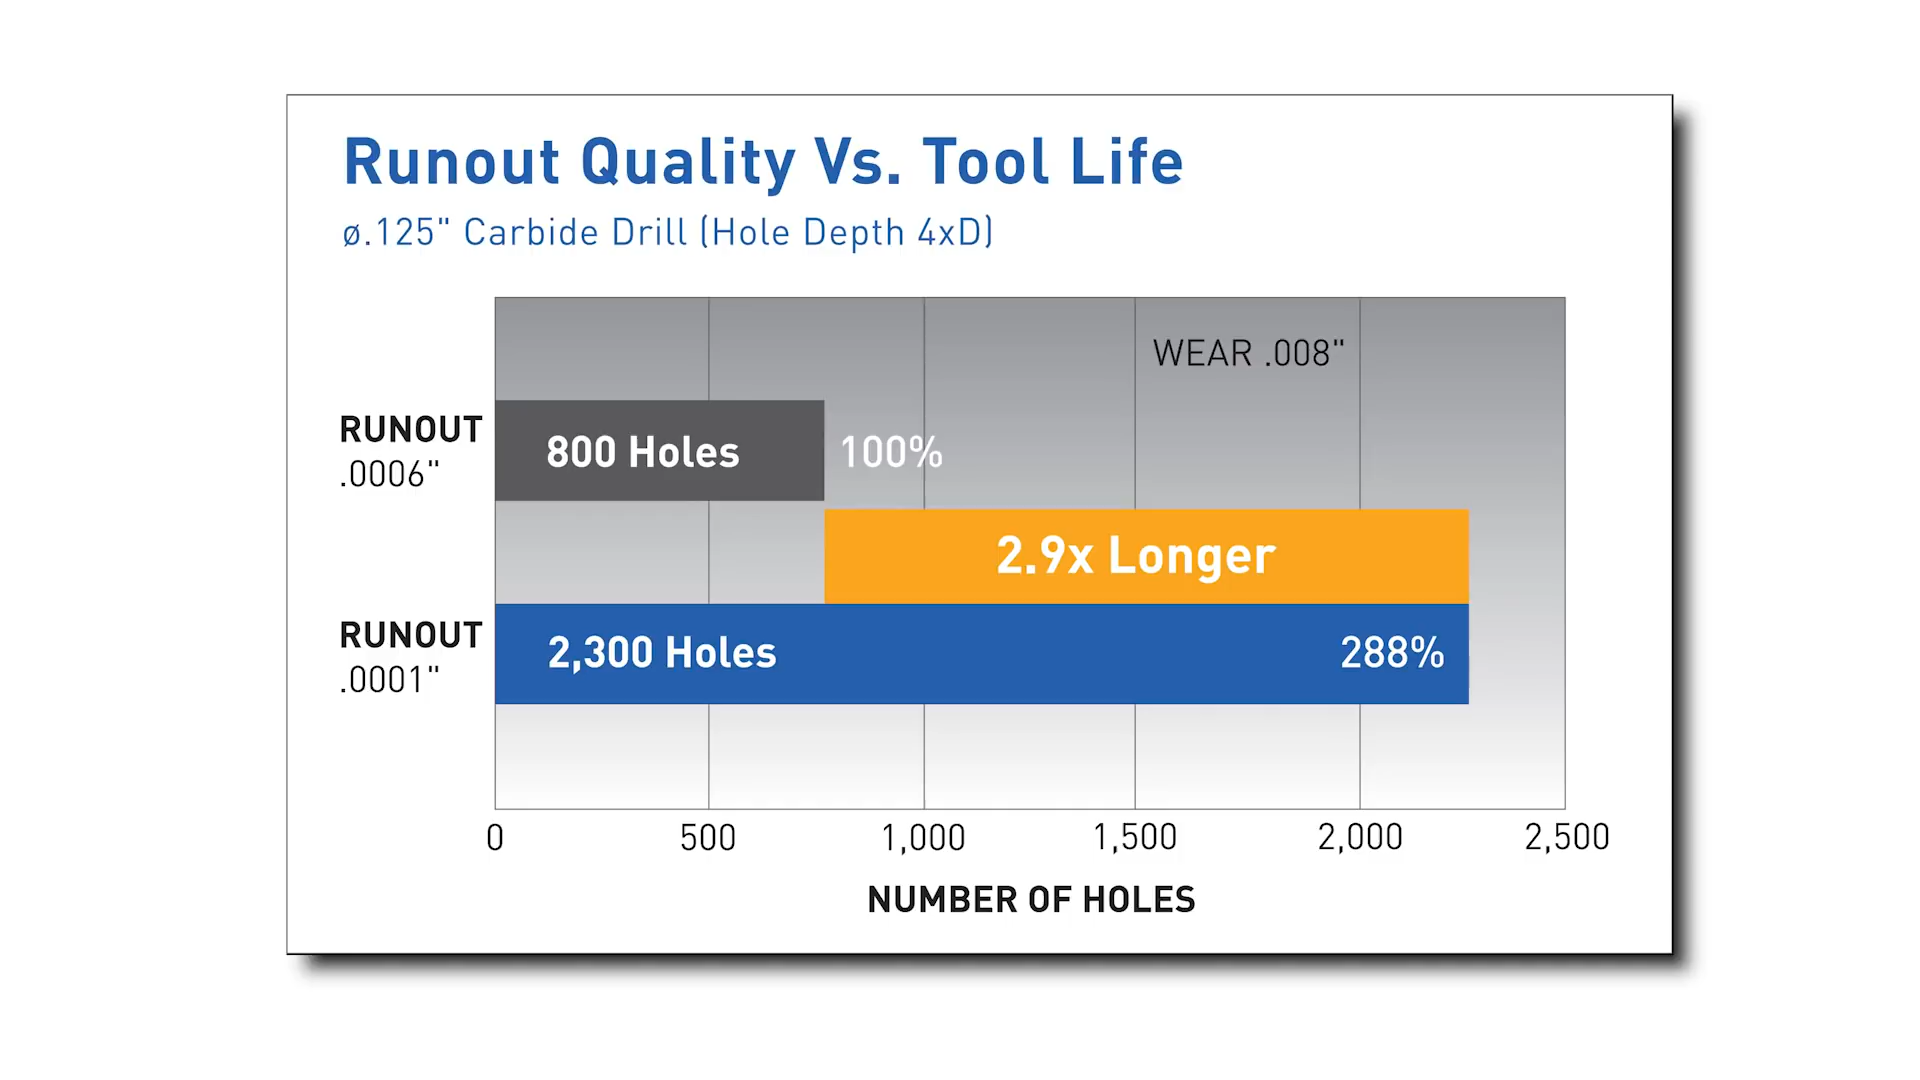 Runout Quality Vs. Tool Life
ø.125" Carbide Drill (Hole Depth 4xD)
WEAR .008"
RUNOUT
.0006"
800 Holes 100%
2.9x Longer
RUNOUT
.0001"
2,300 Holes 288%
0 500 1,000 1,500 2,000 2,500
NUMBER OF HOLES